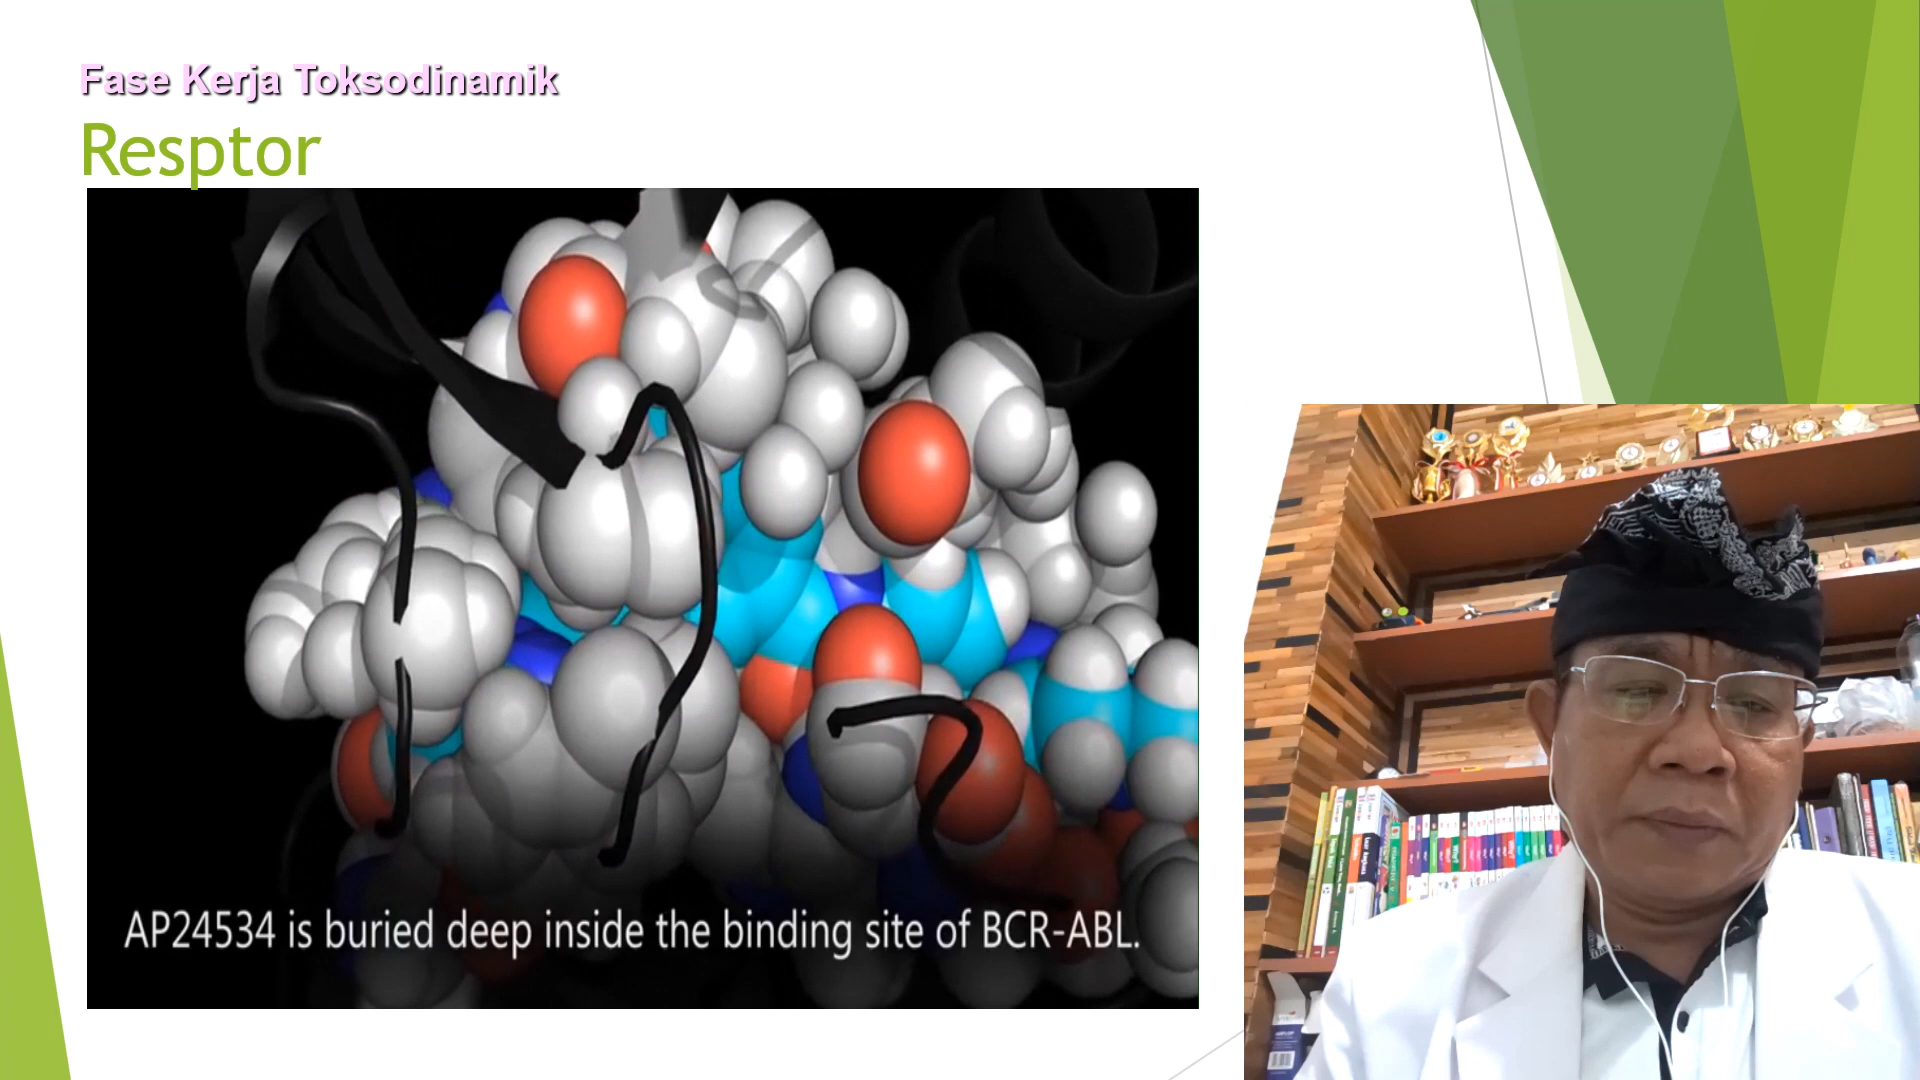 Fase Kerja Toksodinamik
Resptor
AP24534 is buried deep inside the binding site of BCR-ABL.